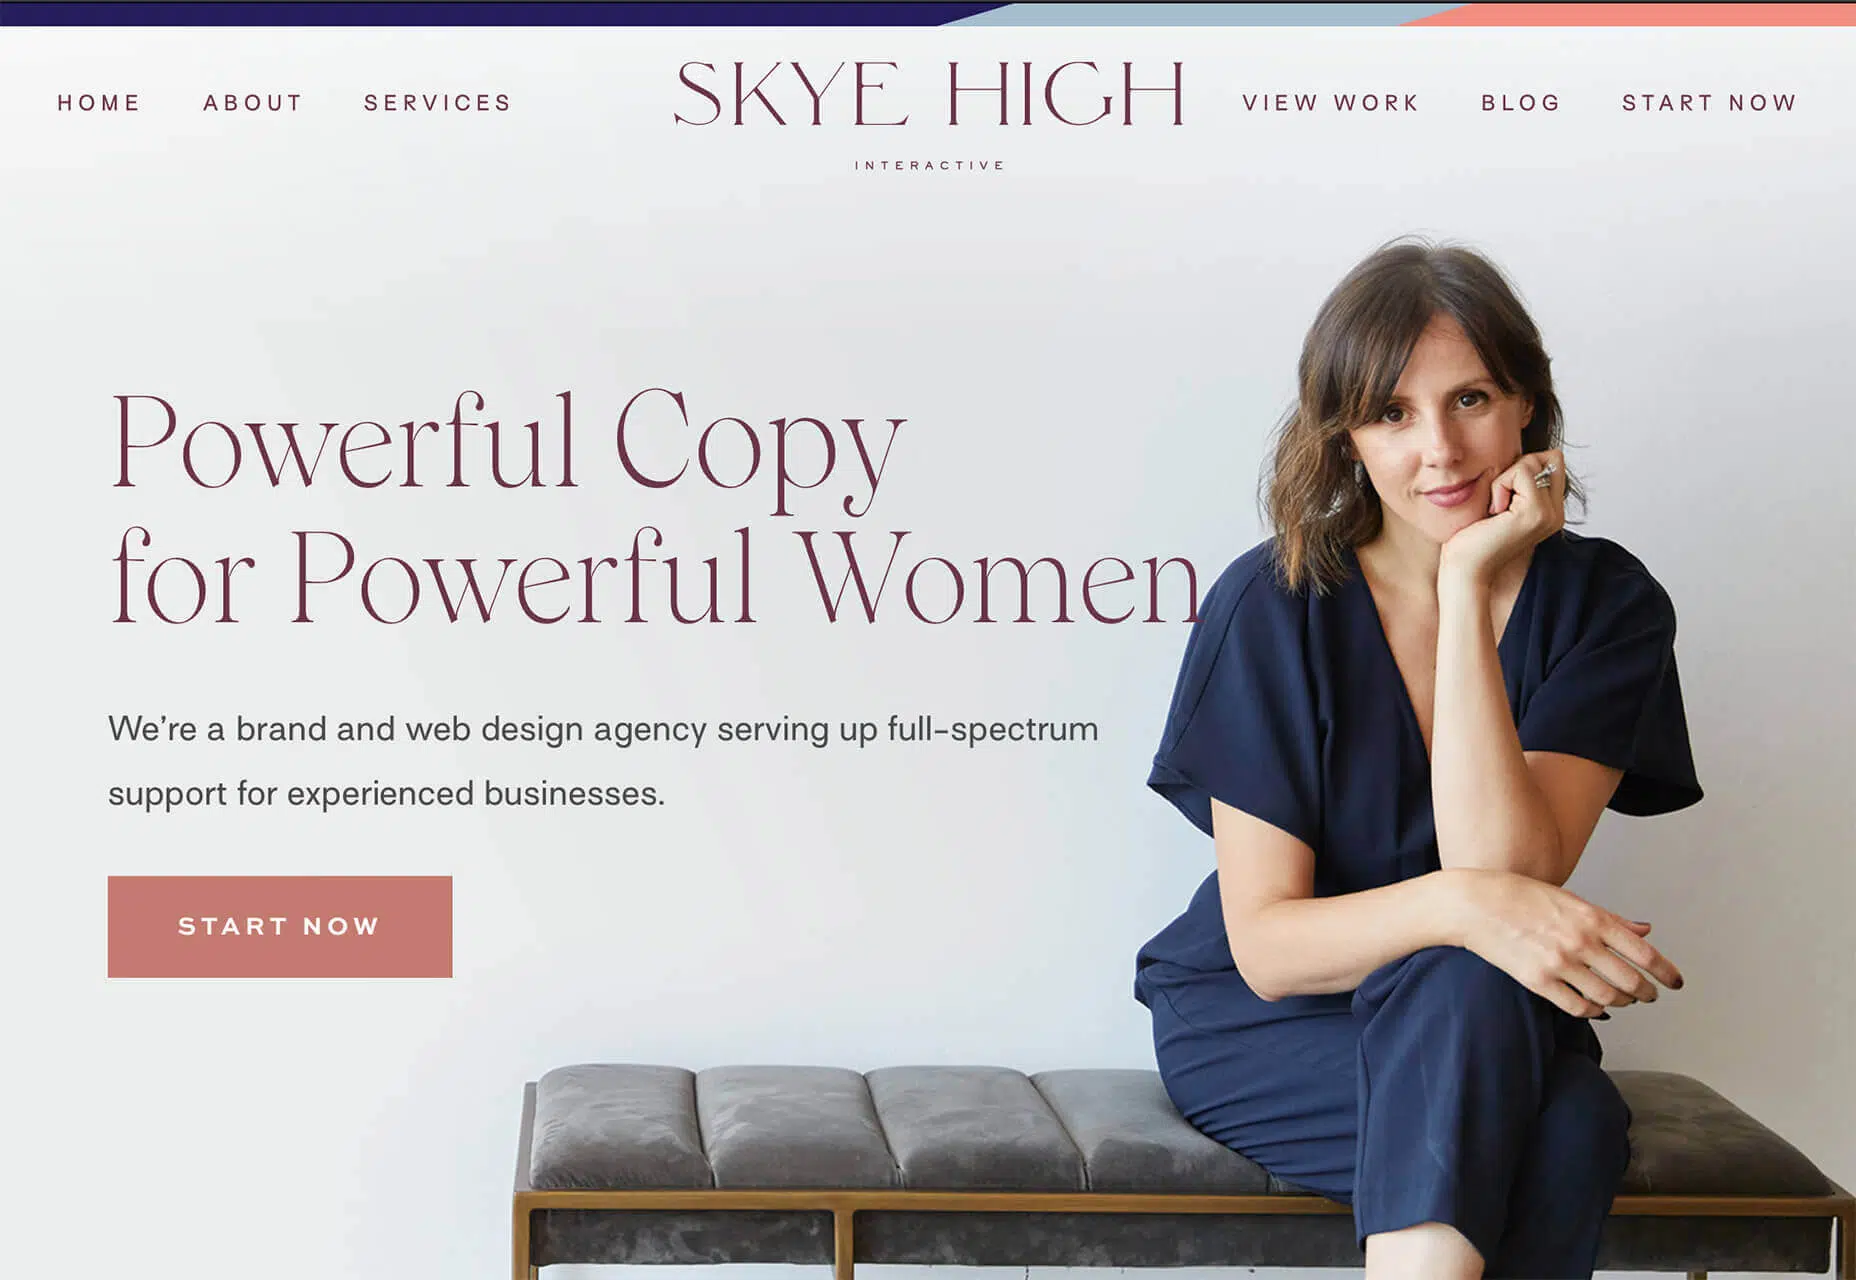 HOME ABOUT SERVICES SKYE HIGH VIEW WORK BLOG START NOW
INTERACTIVE
Powerful Copy
for Powerful Women
We’re a brand and web design agency serving up full-spectrum
support for experienced businesses.
START NOW